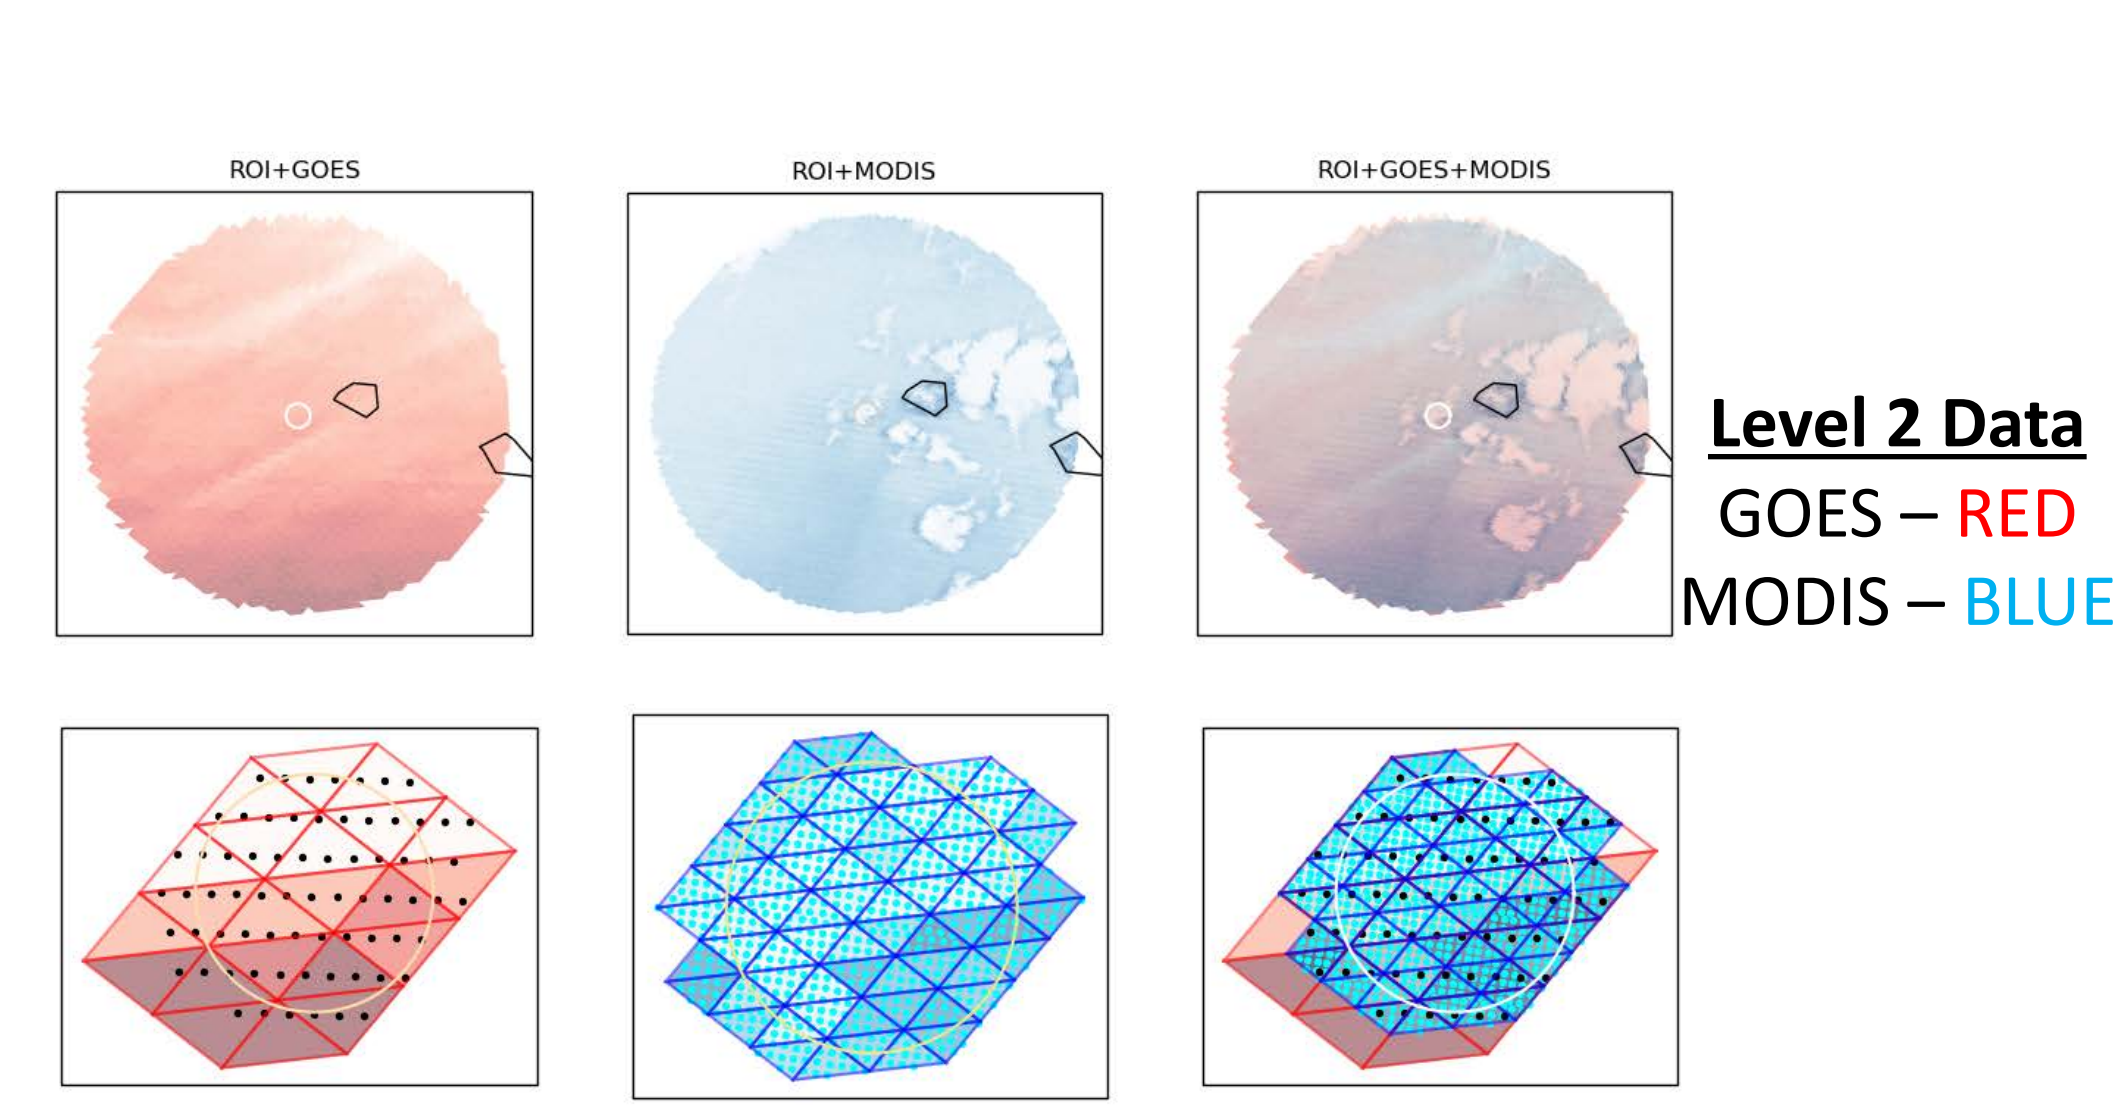 ROI+GOES
ROI+MODIS
ROI+GOES+MODIS
Level 2 Data
GOES – RED
MODIS – BLUE